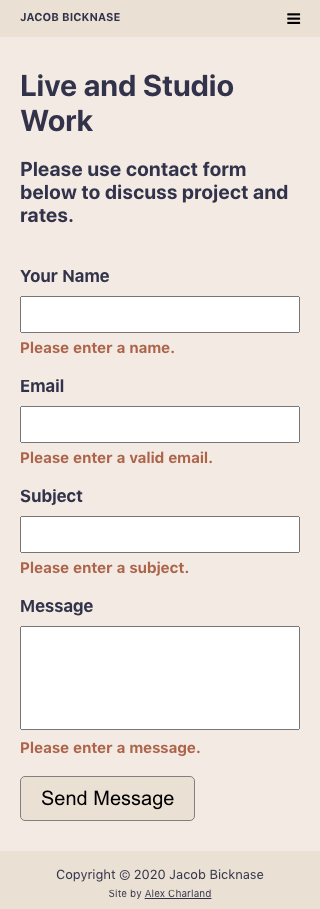 JACOB BICKNASE
Live and Studio
Work
Please use contact form
below to discuss project and
rates.
Your Name
Please enter a name.
Email
Please enter a valid email.
Subject
Please enter a subject.
Message
Please enter a message.
Send Message
Copyright © 2020 Jacob Bicknase
Site by Alex Charland